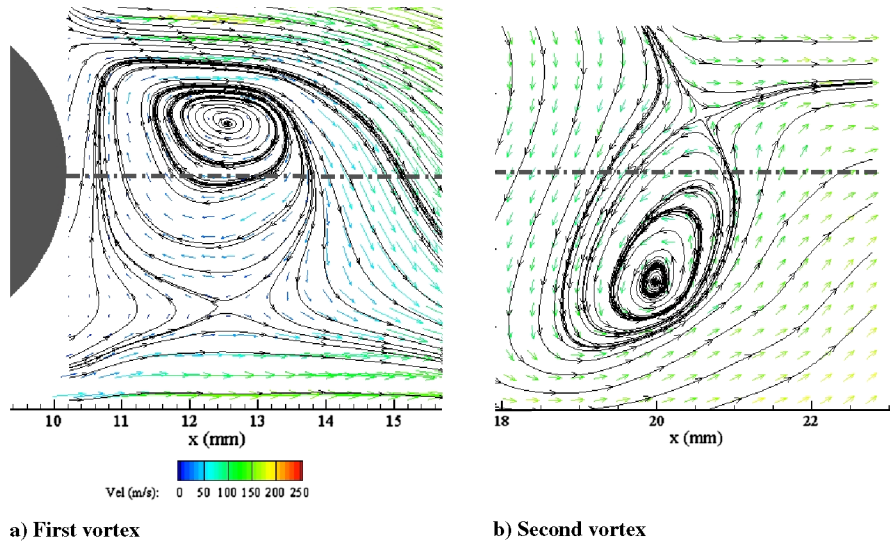 10 11 12 13 14 15
x (mm)
Vel (m/s): 0 50 100 150 200 250
a) First vortex
18 20 22
x (mm)
b) Second vortex